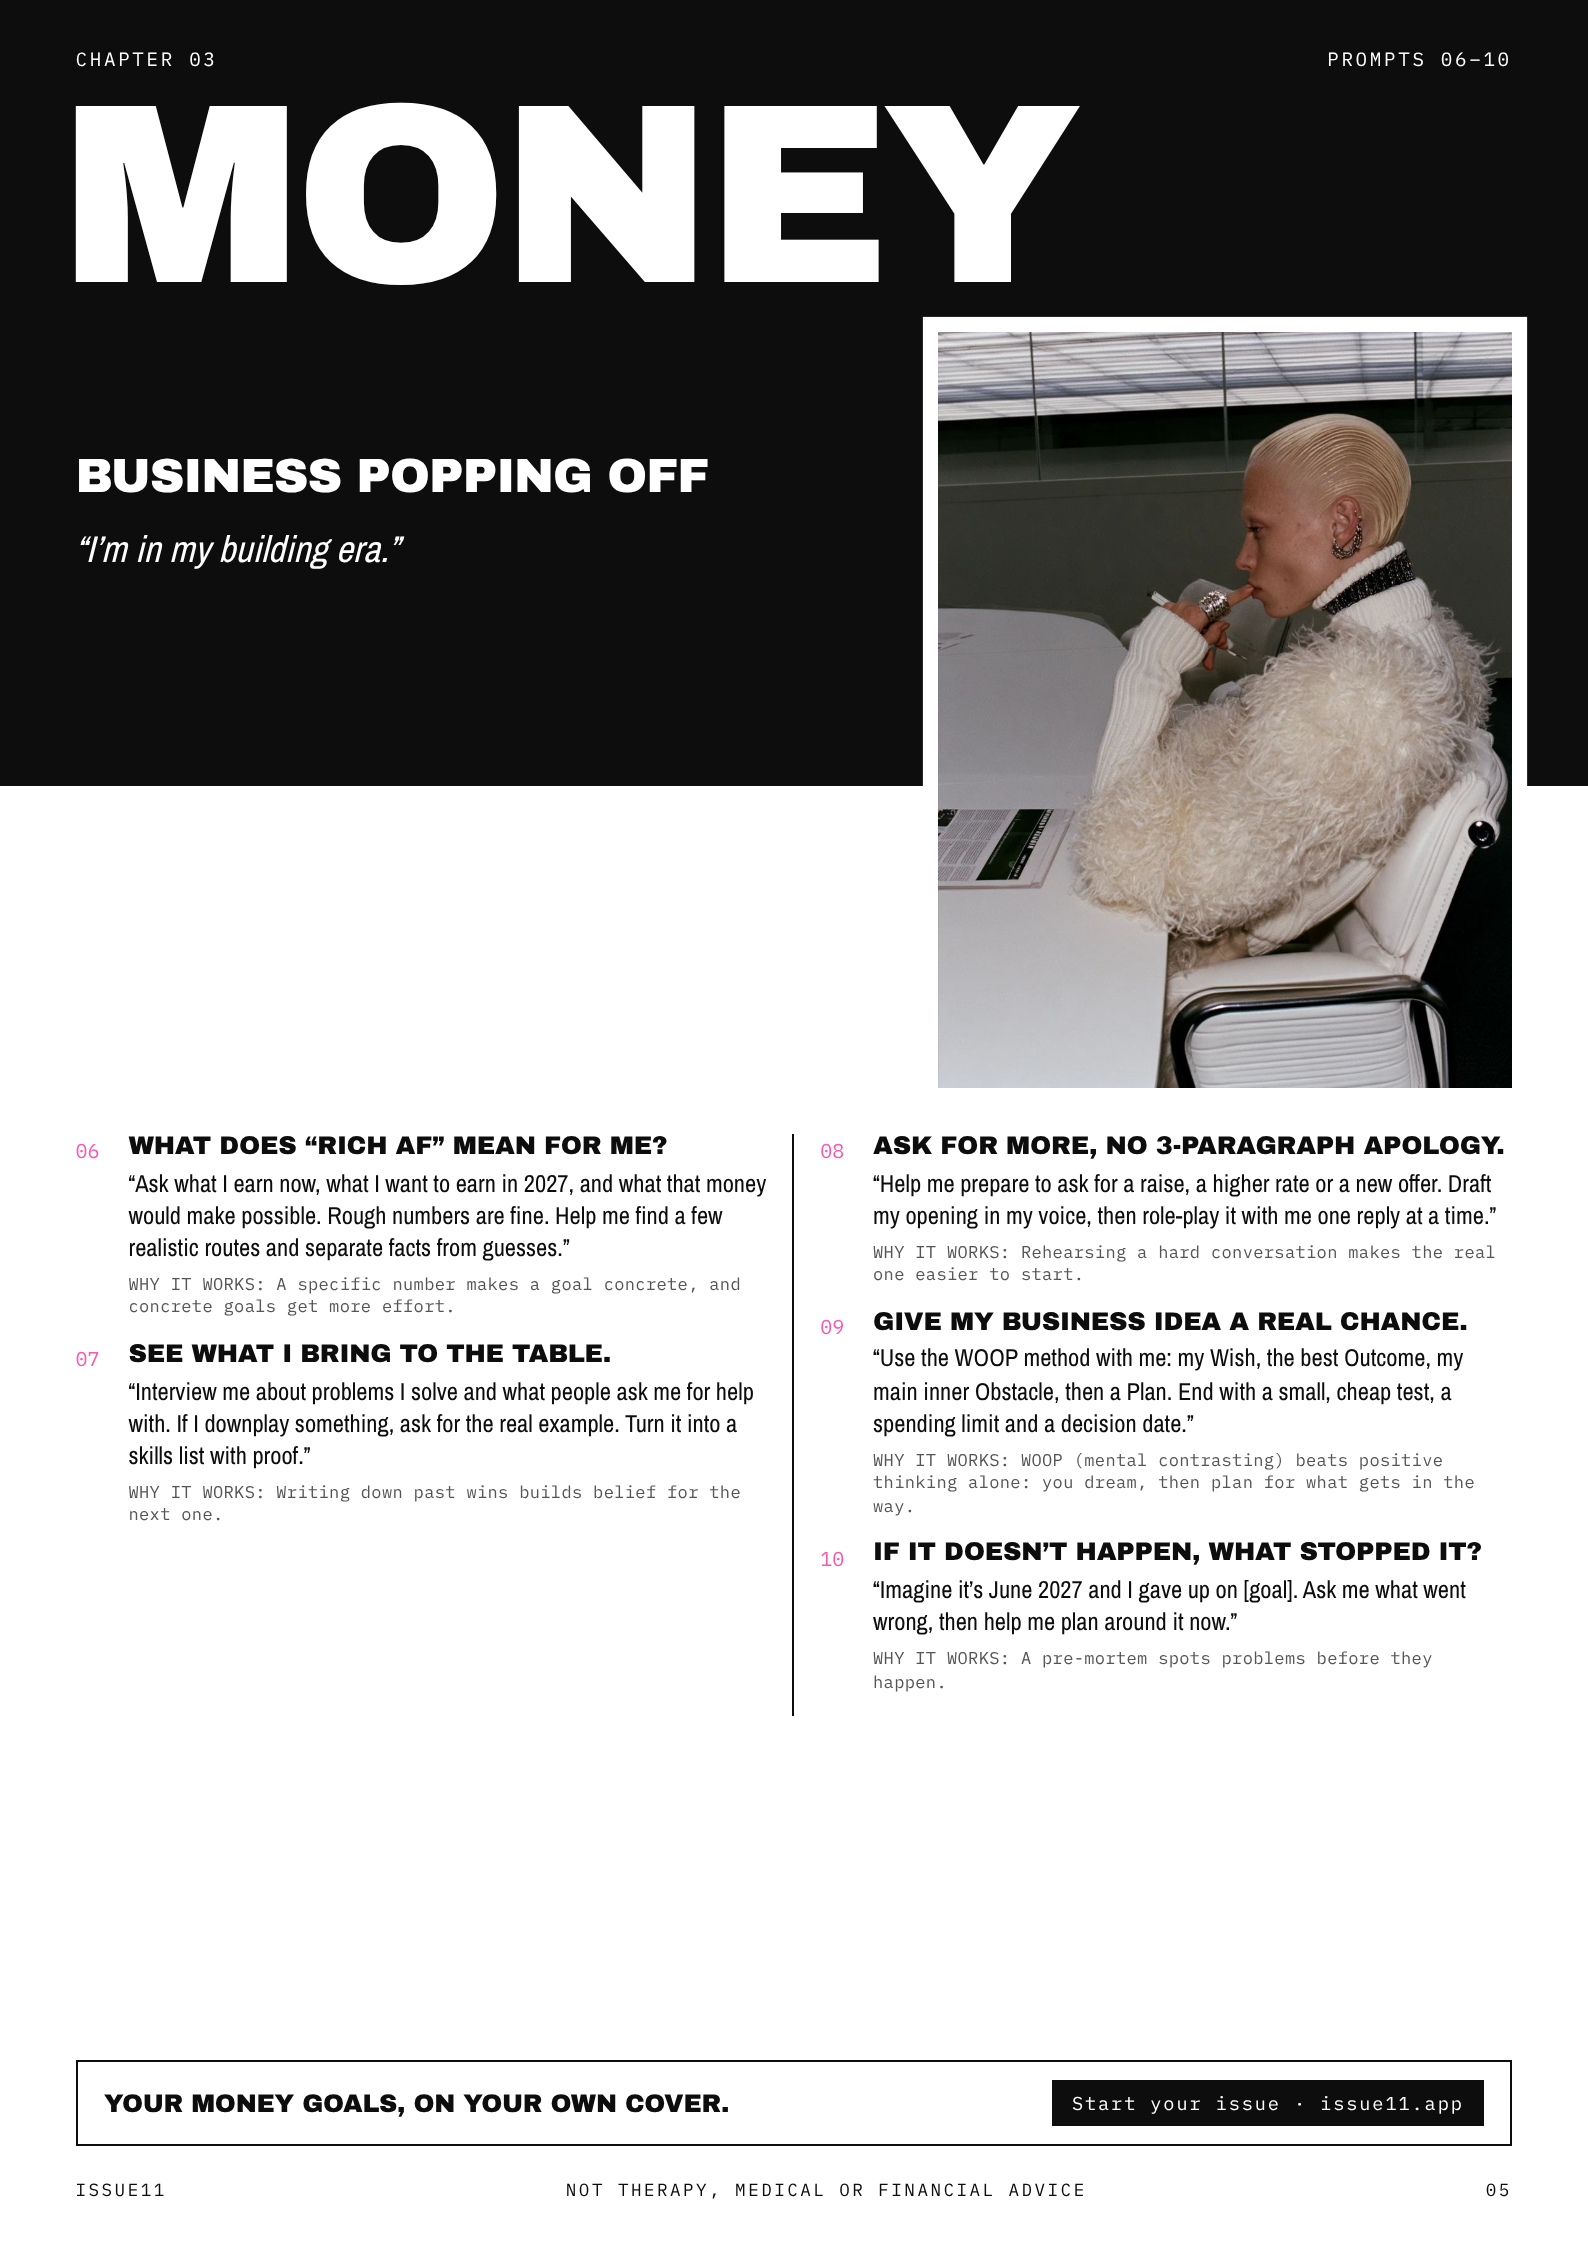 CHAPTER 03
PROMPTS 06–10
MONEY
BUSINESS POPPING OFF
“I’m in my building era.”
06
WHAT DOES “RICH AF” MEAN FOR ME?
“Ask what I earn now, what I want to earn in 2027, and what that money
would make possible. Rough numbers are fine. Help me find a few
realistic routes and separate facts from guesses.”
WHY IT WORKS: A specific number makes a goal concrete, and
concrete goals get more effort.
07
SEE WHAT I BRING TO THE TABLE.
“Interview me about problems I solve and what people ask me for help
with. If I downplay something, ask for the real example. Turn it into a
skills list with proof.”
WHY IT WORKS: Writing down past wins builds belief for the
next one.
08
ASK FOR MORE, NO 3-PARAGRAPH APOLOGY.
“Help me prepare to ask for a raise, a higher rate or a new offer. Draft
my opening in my voice, then role-play it with me one reply at a time.”
WHY IT WORKS: Rehearsing a hard conversation makes the real
one easier to start.
09
GIVE MY BUSINESS IDEA A REAL CHANCE.
“Use the WOOP method with me: my Wish, the best Outcome, my
main inner Obstacle, then a Plan. End with a small, cheap test, a
spending limit and a decision date.”
WHY IT WORKS: WOOP (mental contrasting) beats positive
thinking alone: you dream, then plan for what gets in the
way.
10
IF IT DOESN’T HAPPEN, WHAT STOPPED IT?
“Imagine it’s June 2027 and I gave up on [goal]. Ask me what went
wrong, then help me plan around it now.”
WHY IT WORKS: A pre-mortem spots problems before they
happen.
YOUR MONEY GOALS, ON YOUR OWN COVER.
Start your issue · issue11.app
ISSUE11
NOT THERAPY, MEDICAL OR FINANCIAL ADVICE
05